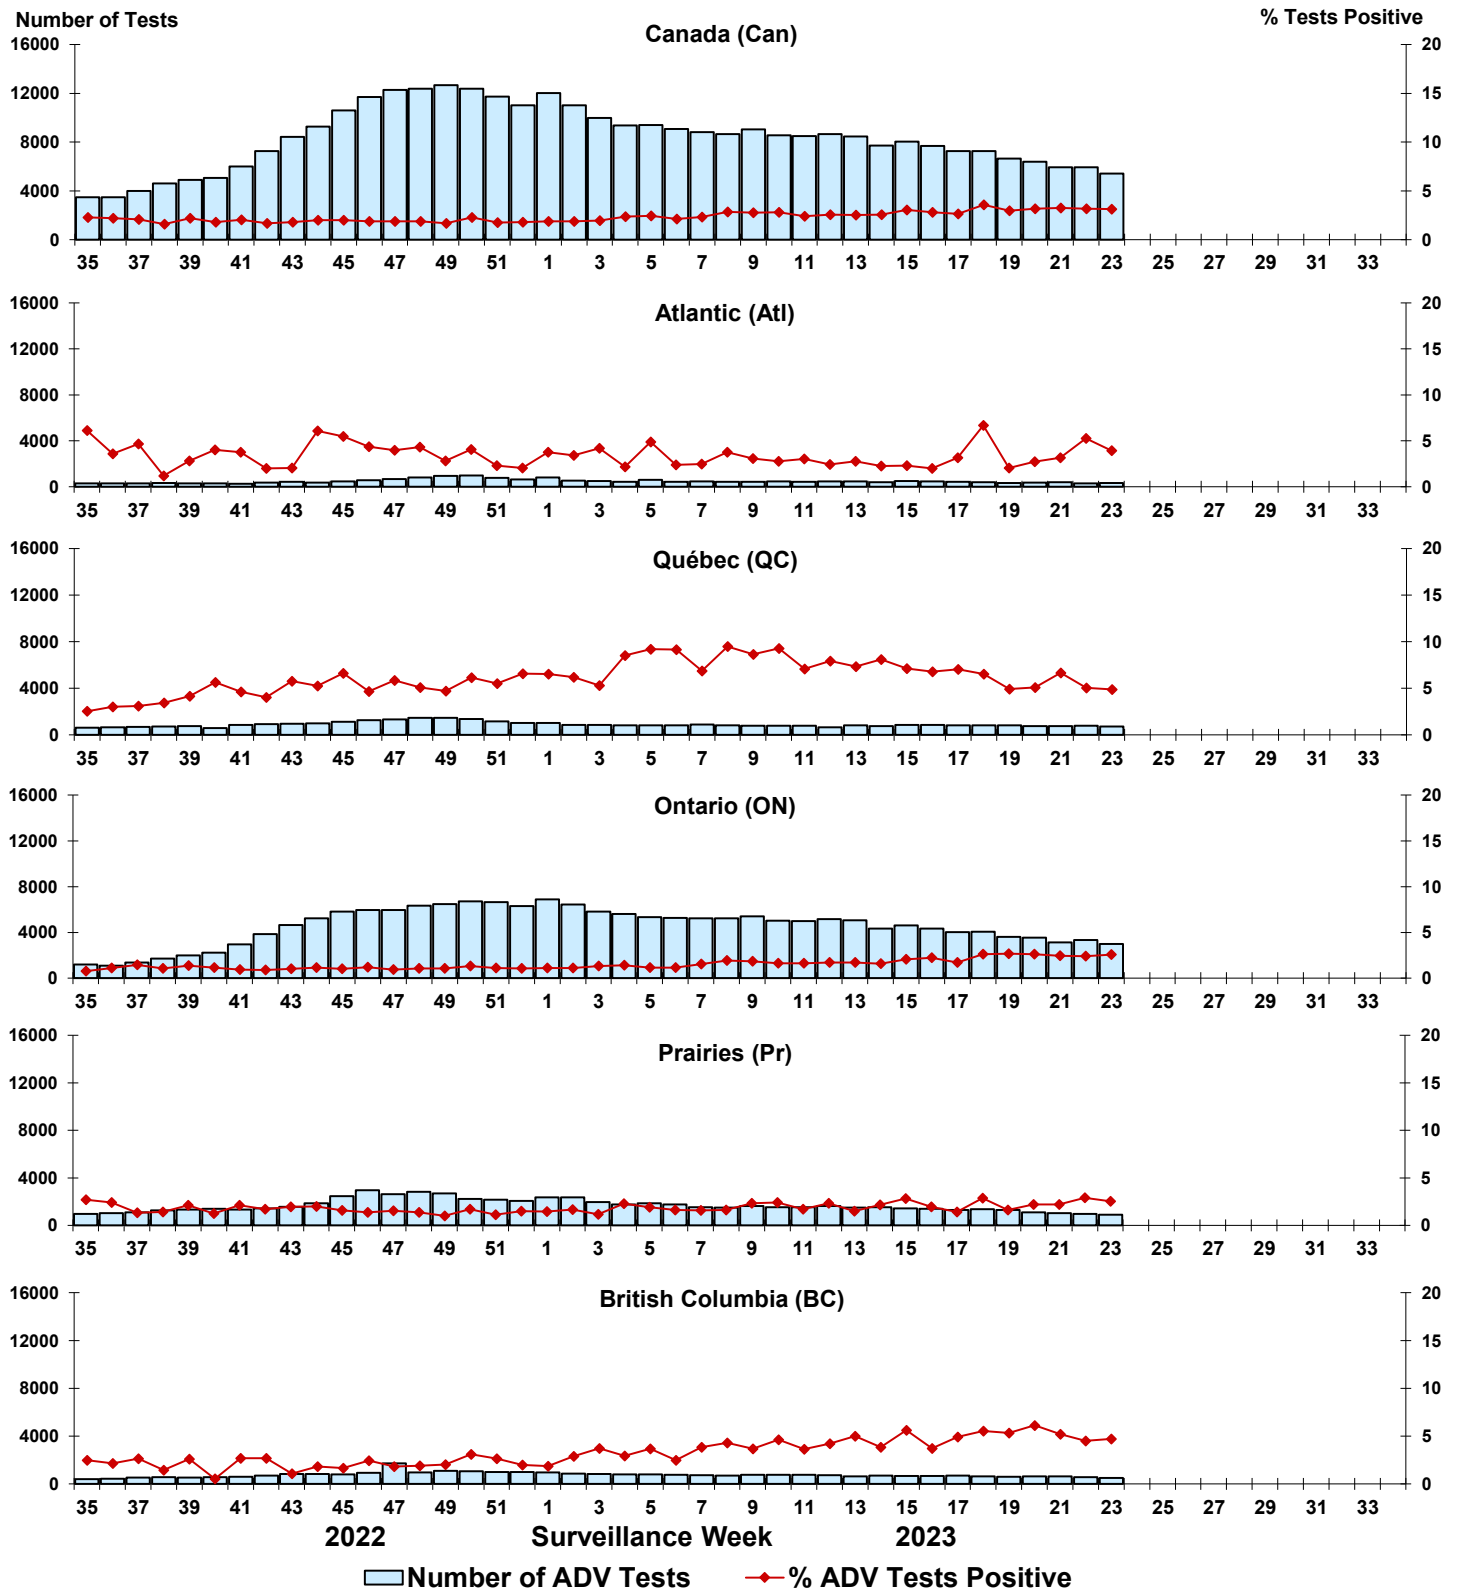 Number of Tests
% Tests Positive
Canada (Can)
16000 12000 8000 4000 0
20 15 10 5 0
35 37 39 41 43 45 47 49 51 1 3 5 7 9 11 13 15 17 19 21 23 25 27 29 31 33
Atlantic (Atl)
16000 12000 8000 4000 0
20 15 10 5 0
35 37 39 41 43 45 47 49 51 1 3 5 7 9 11 13 15 17 19 21 23 25 27 29 31 33
Québec (QC)
16000 12000 8000 4000 0
20 15 10 5 0
35 37 39 41 43 45 47 49 51 1 3 5 7 9 11 13 15 17 19 21 23 25 27 29 31 33
Ontario (ON)
16000 12000 8000 4000 0
20 15 10 5 0
35 37 39 41 43 45 47 49 51 1 3 5 7 9 11 13 15 17 19 21 23 25 27 29 31 33
Prairies (Pr)
16000 12000 8000 4000 0
20 15 10 5 0
35 37 39 41 43 45 47 49 51 1 3 5 7 9 11 13 15 17 19 21 23 25 27 29 31 33
British Columbia (BC)
16000 12000 8000 4000 0
20 15 10 5 0
35 37 39 41 43 45 47 49 51 1 3 5 7 9 11 13 15 17 19 21 23 25 27 29 31 33
2022 Surveillance Week 2023
Number of ADV Tests % ADV Tests Positive